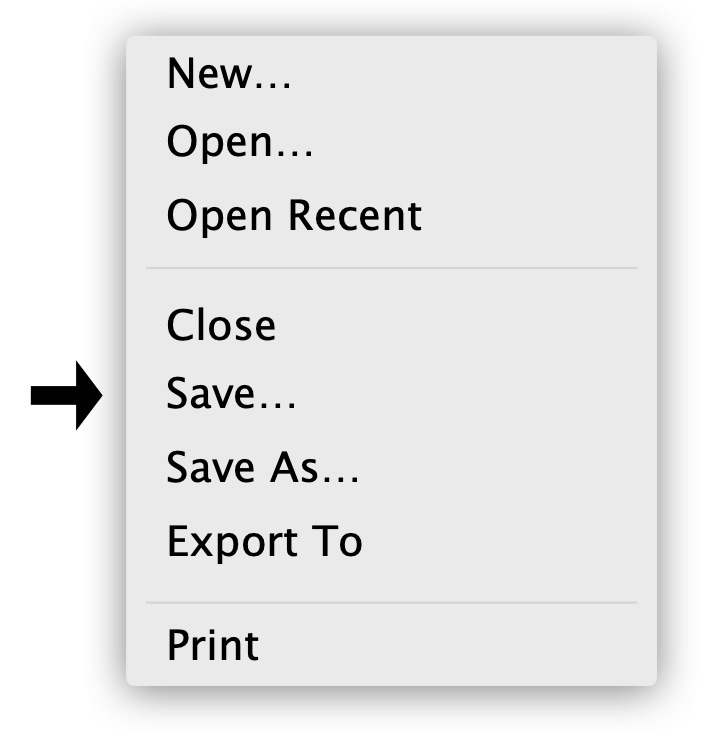 New…
Open…
Open Recent
Close
Save…
Save As…
Export To
Print